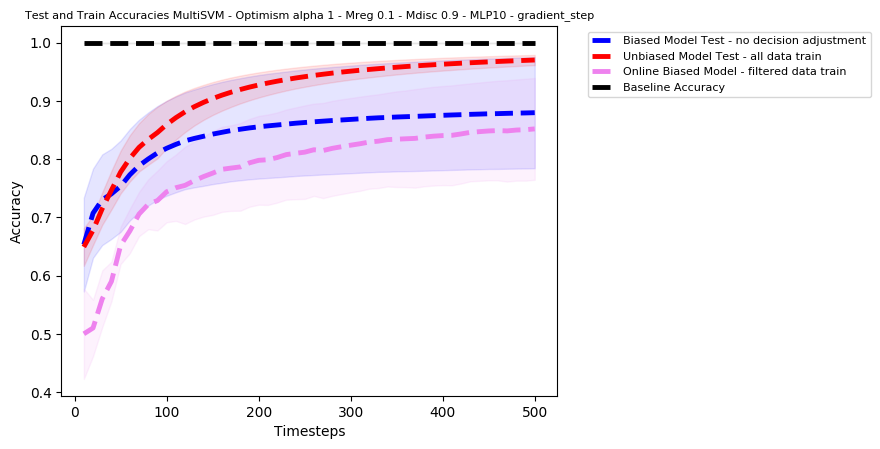 Test and Train Accuracies MultiSVM - Optimism alpha 1 - Mreg 0.1 - Mdisc 0.9 - MLP10 - gradient_step
Biased Model Test - no decision adjustment
Unbiased Model Test - all data train
Online Biased Model - filtered data train
Baseline Accuracy
Accuracy
1.0
0.9
0.8
0.7
0.6
0.5
0.4
0 100 200 300 400 500
Timesteps